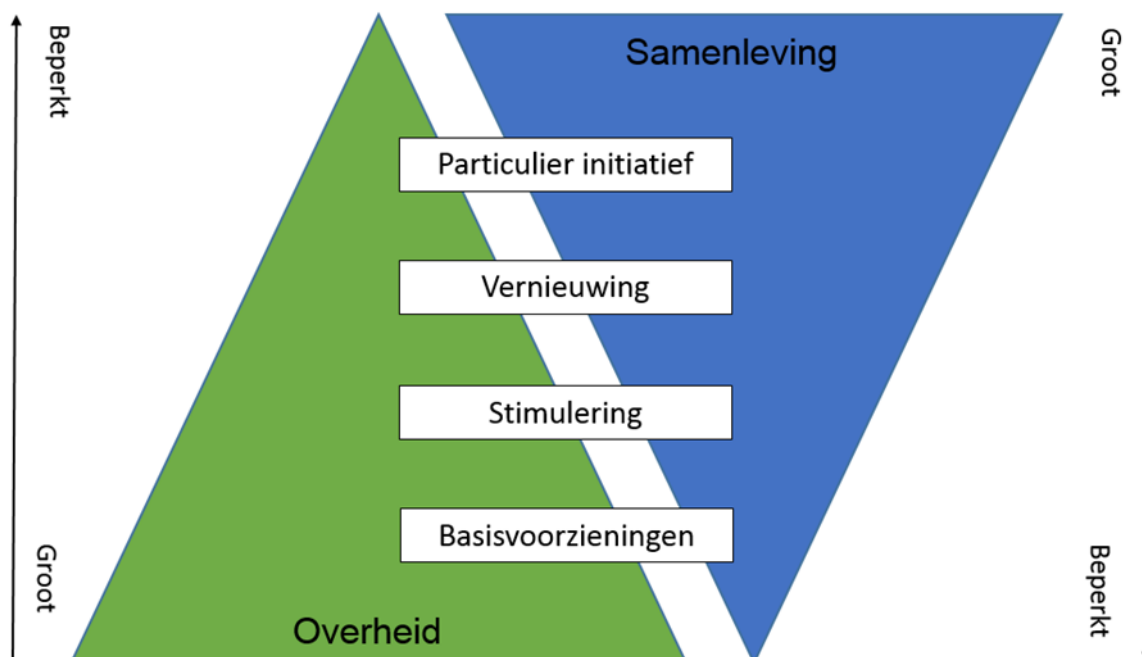 Beperkt
Samenleving
Groot
Particulier initiatief
Vernieuwing
Stimulering
Basisvoorzieningen
Groot
Overheid
Beperkt